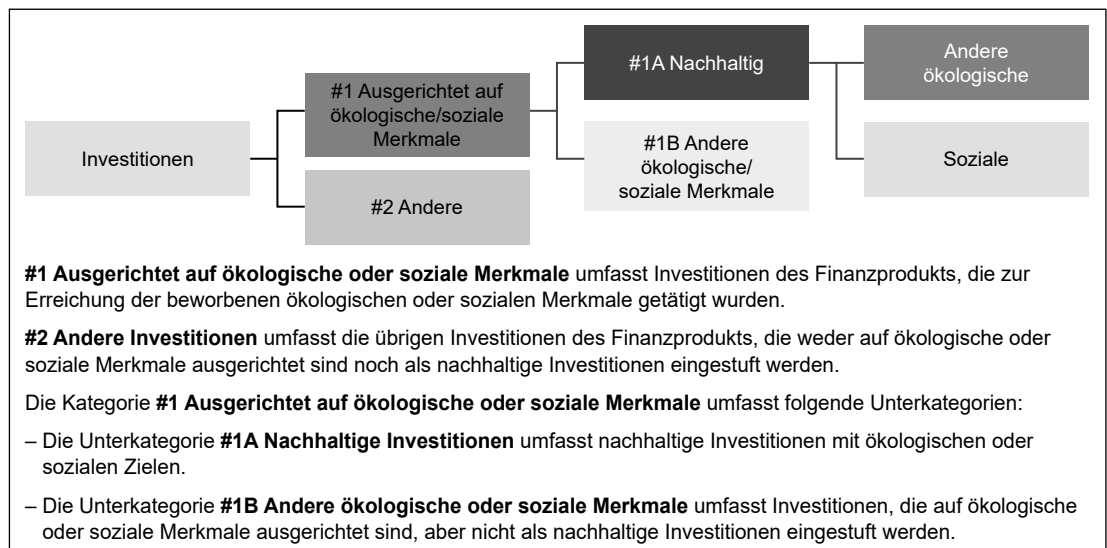 Investitionen
#1 Ausgerichtet auf
ökologische/soziale
Merkmale
#2 Andere
#1A Nachhaltig
#1B Andere
ökologische/
soziale Merkmale
Andere
ökologische
Soziale
#1 Ausgerichtet auf ökologische oder soziale Merkmale umfasst Investitionen des Finanzprodukts, die zur
Erreichung der beworbenen ökologischen oder sozialen Merkmale getätigt wurden.
#2 Andere Investitionen umfasst die übrigen Investitionen des Finanzprodukts, die weder auf ökologische oder
soziale Merkmale ausgerichtet sind noch als nachhaltige Investitionen eingestuft werden.
Die Kategorie #1 Ausgerichtet auf ökologische oder soziale Merkmale umfasst folgende Unterkategorien:
– Die Unterkategorie #1A Nachhaltige Investitionen umfasst nachhaltige Investitionen mit ökologischen oder
sozialen Zielen.
– Die Unterkategorie #1B Andere ökologische oder soziale Merkmale umfasst Investitionen, die auf ökologische
oder soziale Merkmale ausgerichtet sind, aber nicht als nachhaltige Investitionen eingestuft werden.